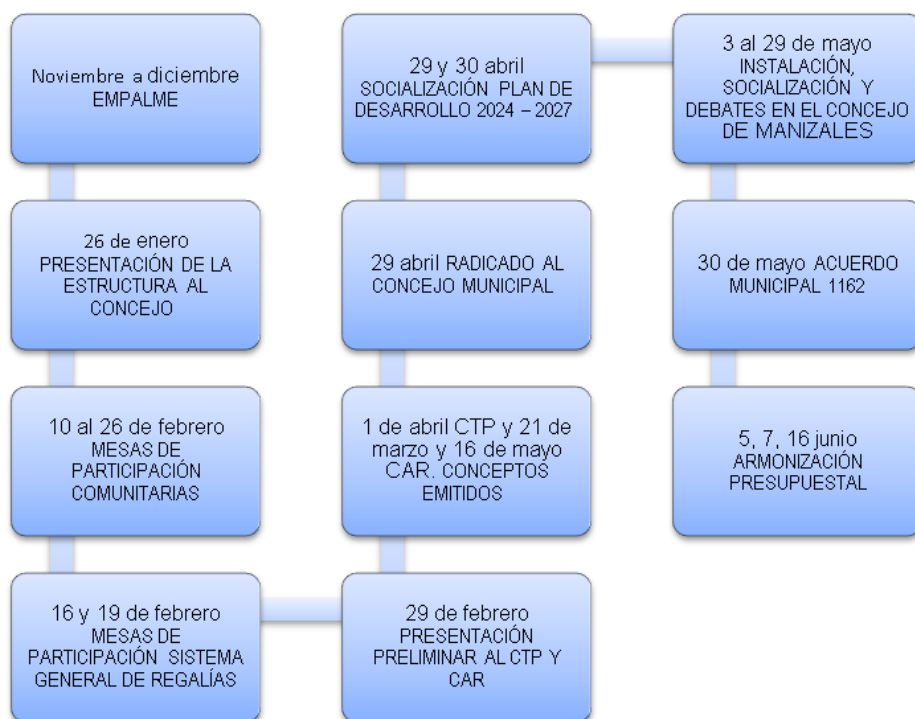 Noviembre a diciembre
EMPALME
26 de enero
PRESENTACIÓN DE LA
ESTRUCTURA AL
CONCEJO
10 al 26 de febrero
MESAS DE
PARTICIPACIÓN
COMUNITARIAS
16 y 19 de febrero
MESAS DE
PARTICIPACIÓN SISTEMA
GENERAL DE REGALÍAS
29 de febrero
PRESENTACIÓN
PRELIMINAR AL CTP Y
CAR
1 de abril CTP y 21 de
marzo y 16 de mayo
CAR. CONCEPTOS
EMITIDOS
29 abril RADICADO AL
CONCEJO MUNICIPAL
29 y 30 abril
SOCIALIZACIÓN PLAN DE
DESARROLLO 2024 – 2027
3 al 29 de mayo
INSTALACIÓN,
SOCIALIZACIÓN Y
DEBATES EN EL CONCEJO
DE MANIZALES
30 de mayo ACUERDO
MUNICIPAL 1162
5, 7, 16 junio
ARMONIZACIÓN
PRESUPUESTAL